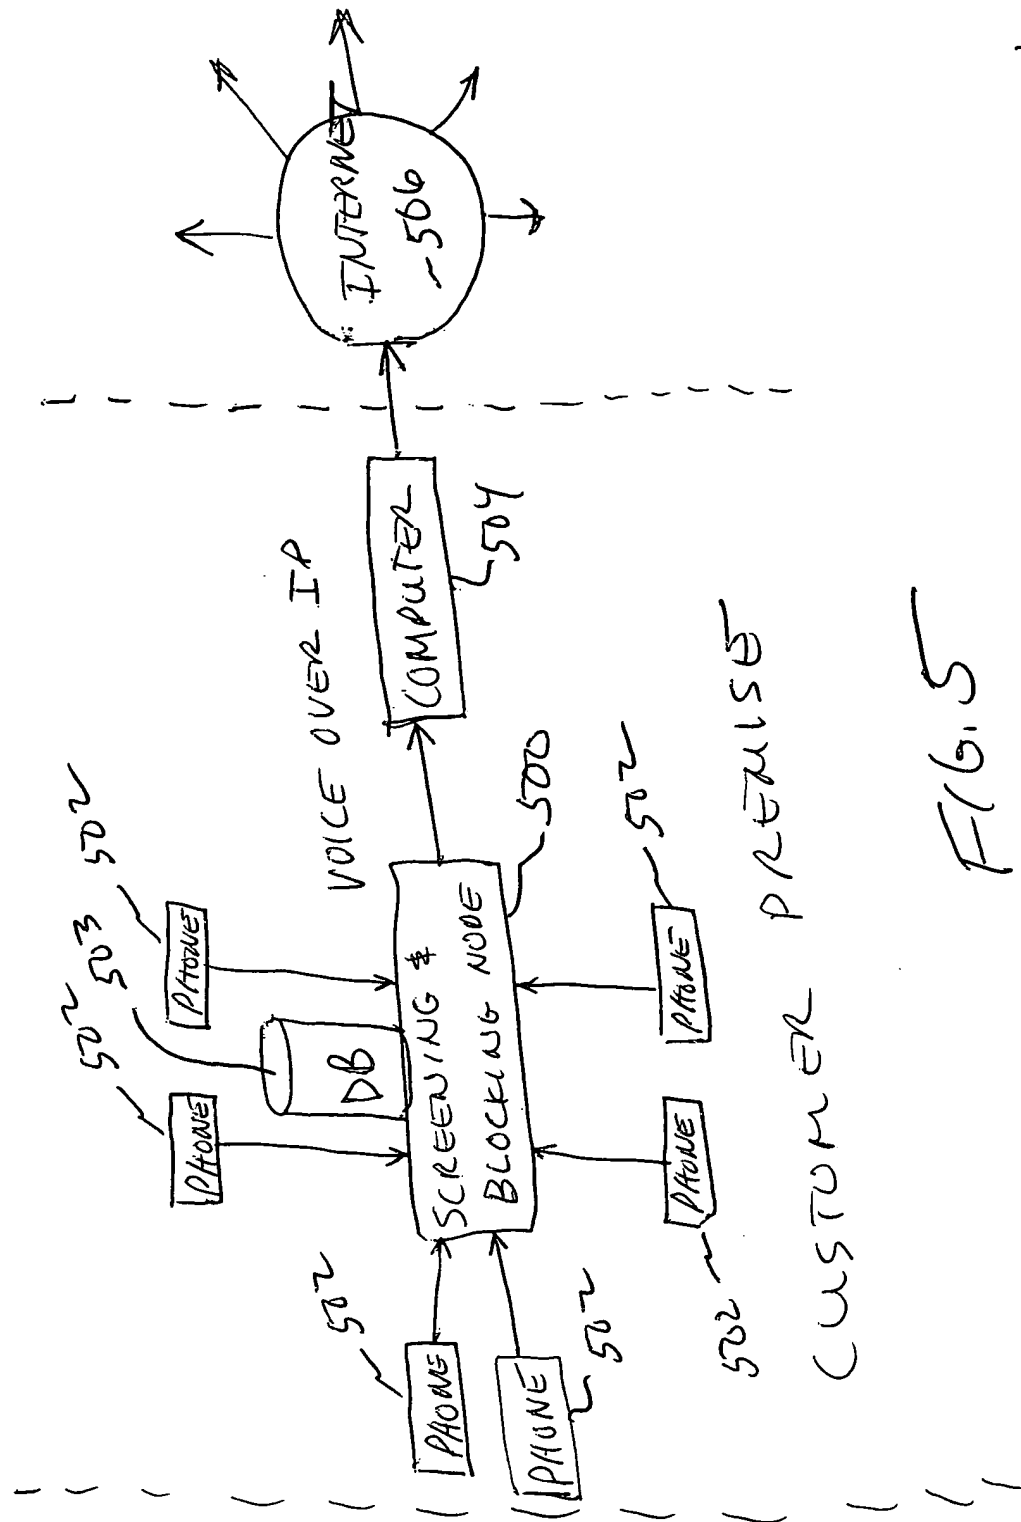 502
503
502
PHONE
PHONE
DB
VOICE OVER IP
INTERNET
506
502
PHONE
SCREENING &
BLOCKING NODE
500
COMPUTER
504
PHONE
502
PHONE
502
PHONE
502
CUSTOMER PREMISE
FIG. 5